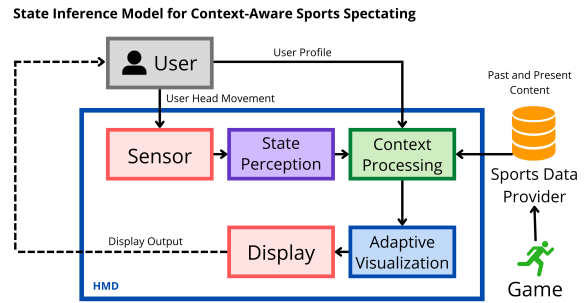 State Inference Model for Context-Aware Sports Spectating
User
User Profile
Past and Present
Content
User Head Movement
Sensor
State
Perception
Context
Processing
Sports Data
Provider
Display Output
Display
Adaptive
Visualization
HMD
Game